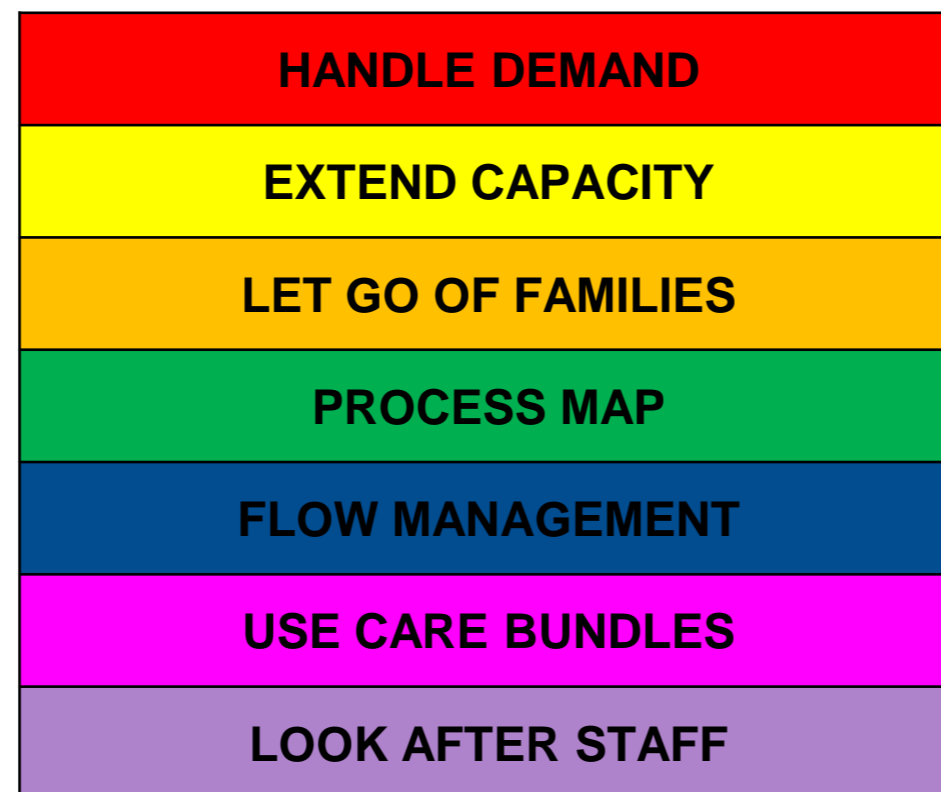 HANDLE DEMAND
EXTEND CAPACITY
LET GO OF FAMILIES
PROCESS MAP
FLOW MANAGEMENT
USE CARE BUNDLES
LOOK AFTER STAFF